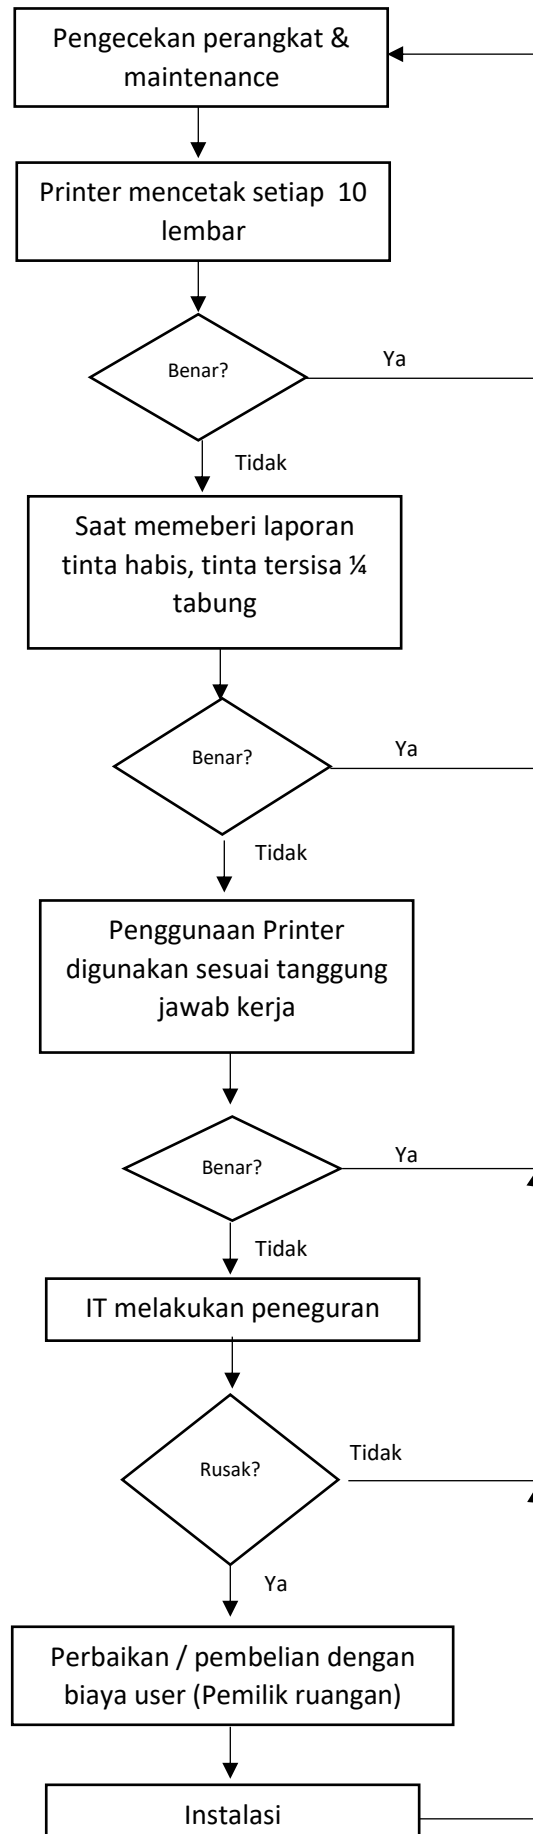 Pengecekan perangkat &
maintenance
Printer mencetak setiap  10
lembar
Benar?
Ya
Tidak
Saat memeberi laporan
tinta habis, tinta tersisa ¼
tabung
Benar?
Ya
Tidak
Penggunaan Printer
digunakan sesuai tanggung
jawab kerja
Benar?
Ya
Tidak
IT melakukan peneguran
Rusak?
Tidak
Ya
Perbaikan / pembelian dengan
biaya user (Pemilik ruangan)
Instalasi